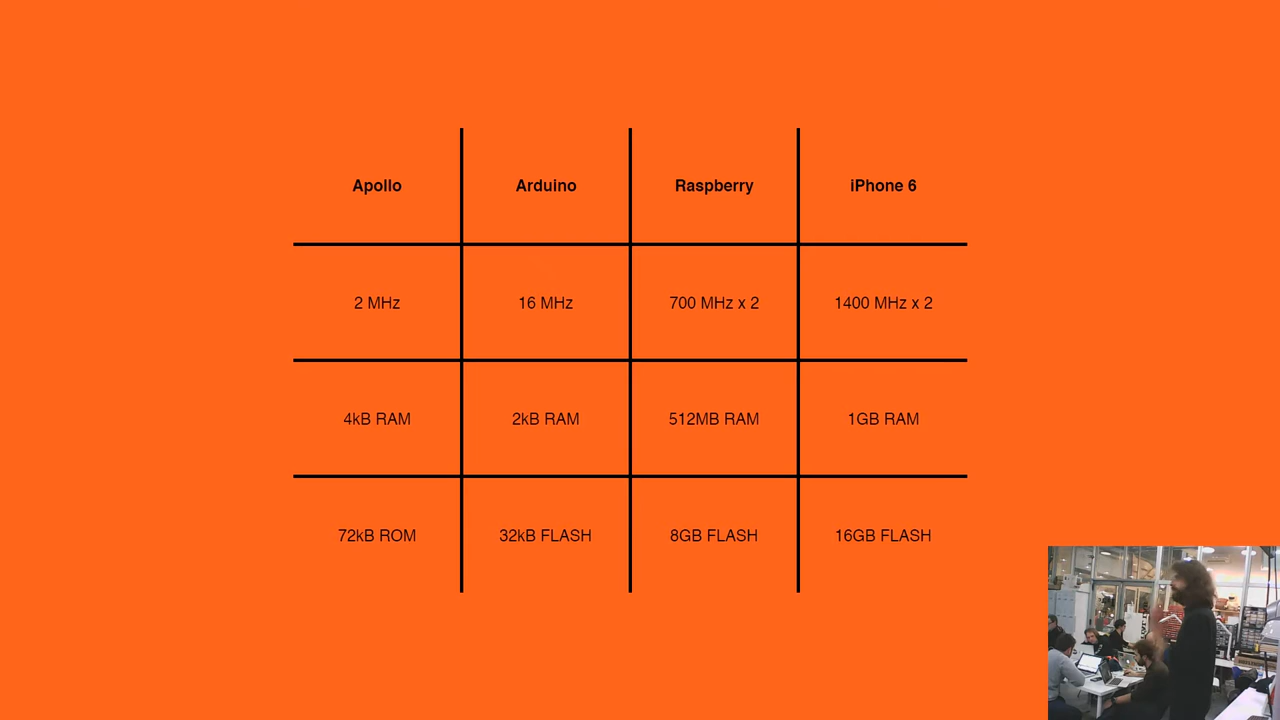 Apollo Arduino Raspberry iPhone 6
2 MHz 16 MHz 700 MHz x 2 1400 MHz x 2
4kB RAM 2kB RAM 512MB RAM 1GB RAM
72kB ROM 32kB FLASH 8GB FLASH 16GB FLASH